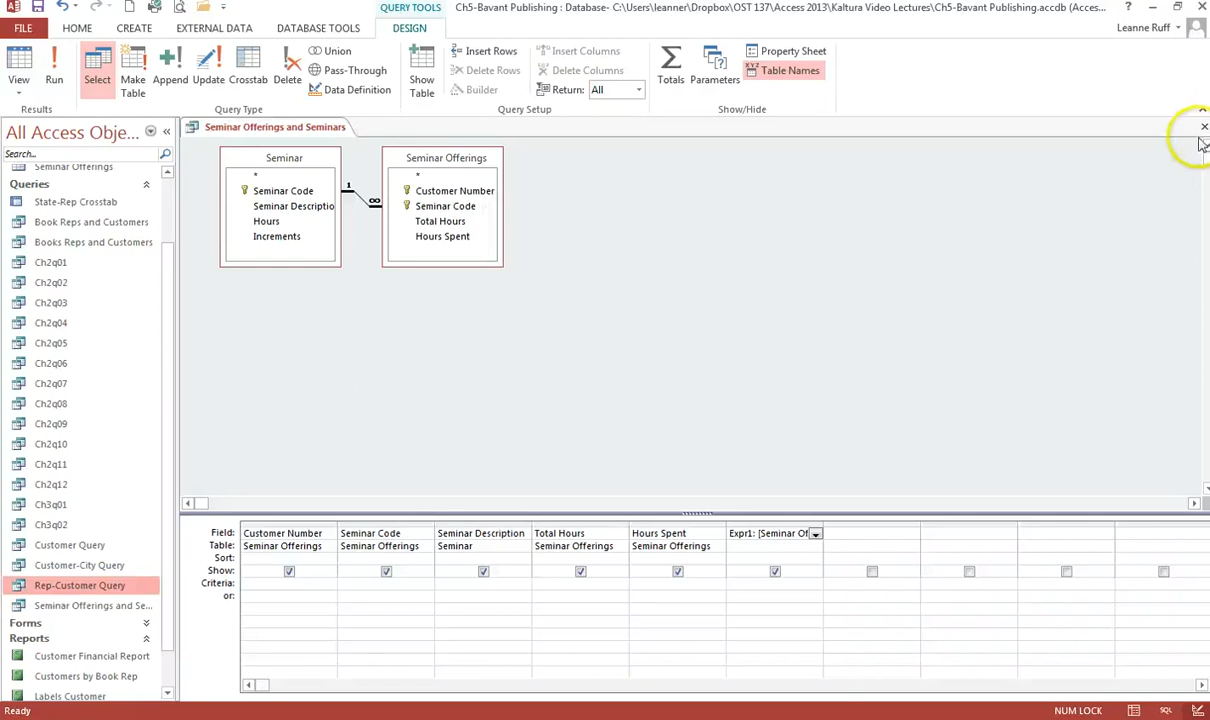 QUERY TOOLS
Ch5-Bavant Publishing : Database- C:\Users\leanner\Dropbox\OST 137\Access 2013\Kaltura Video Lectures\Ch5-Bavant Publishing.accdb (Acces...
?
FILE HOME CREATE EXTERNAL DATA DATABASE TOOLS DESIGN
Leanne Ruff
View
Run
Select
Make Table
Append
Update
Crosstab
Delete
Union
Pass-Through
Data Definition
Show Table
Insert Rows
Delete Rows
Builder
Insert Columns
Delete Columns
Return: All
Totals
Parameters
Property Sheet
XYZ Table Names
Results
Query Type
Query Setup
Show/Hide
All Access Obje...
Search...
Seminar Offerings
Queries
State-Rep Crosstab
Book Reps and Customers
Books Reps and Customers
Ch2q01
Ch2q02
Ch2q03
Ch2q04
Ch2q05
Ch2q06
Ch2q07
Ch2q08
Ch2q09
Ch2q10
Ch2q11
Ch2q12
Ch3q01
Ch3q02
Customer Query
Customer-City Query
Rep-Customer Query
Seminar Offerings and Se...
Forms
Reports
Customer Financial Report
Customers by Book Rep
Labels Customer
Seminar Offerings and Seminars
Seminar
*
Seminar Code
Seminar Descriptio
Hours
Increments
1
∞
Seminar Offerings
*
Customer Number
Seminar Code
Total Hours
Hours Spent
Field: Customer Number Seminar Code Seminar Description Total Hours Hours Spent Expr1: [Seminar Of
Table: Seminar Offerings Seminar Offerings Seminar Seminar Offerings Seminar Offerings
Sort:
Show:
Criteria:
or:
Ready
NUM LOCK
SQL